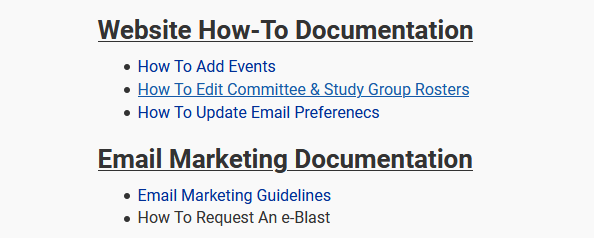 Website How-To Documentation
How To Add Events
How To Edit Committee & Study Group Rosters
How To Update Email Preferenecs
Email Marketing Documentation
Email Marketing Guidelines
How To Request An e-Blast